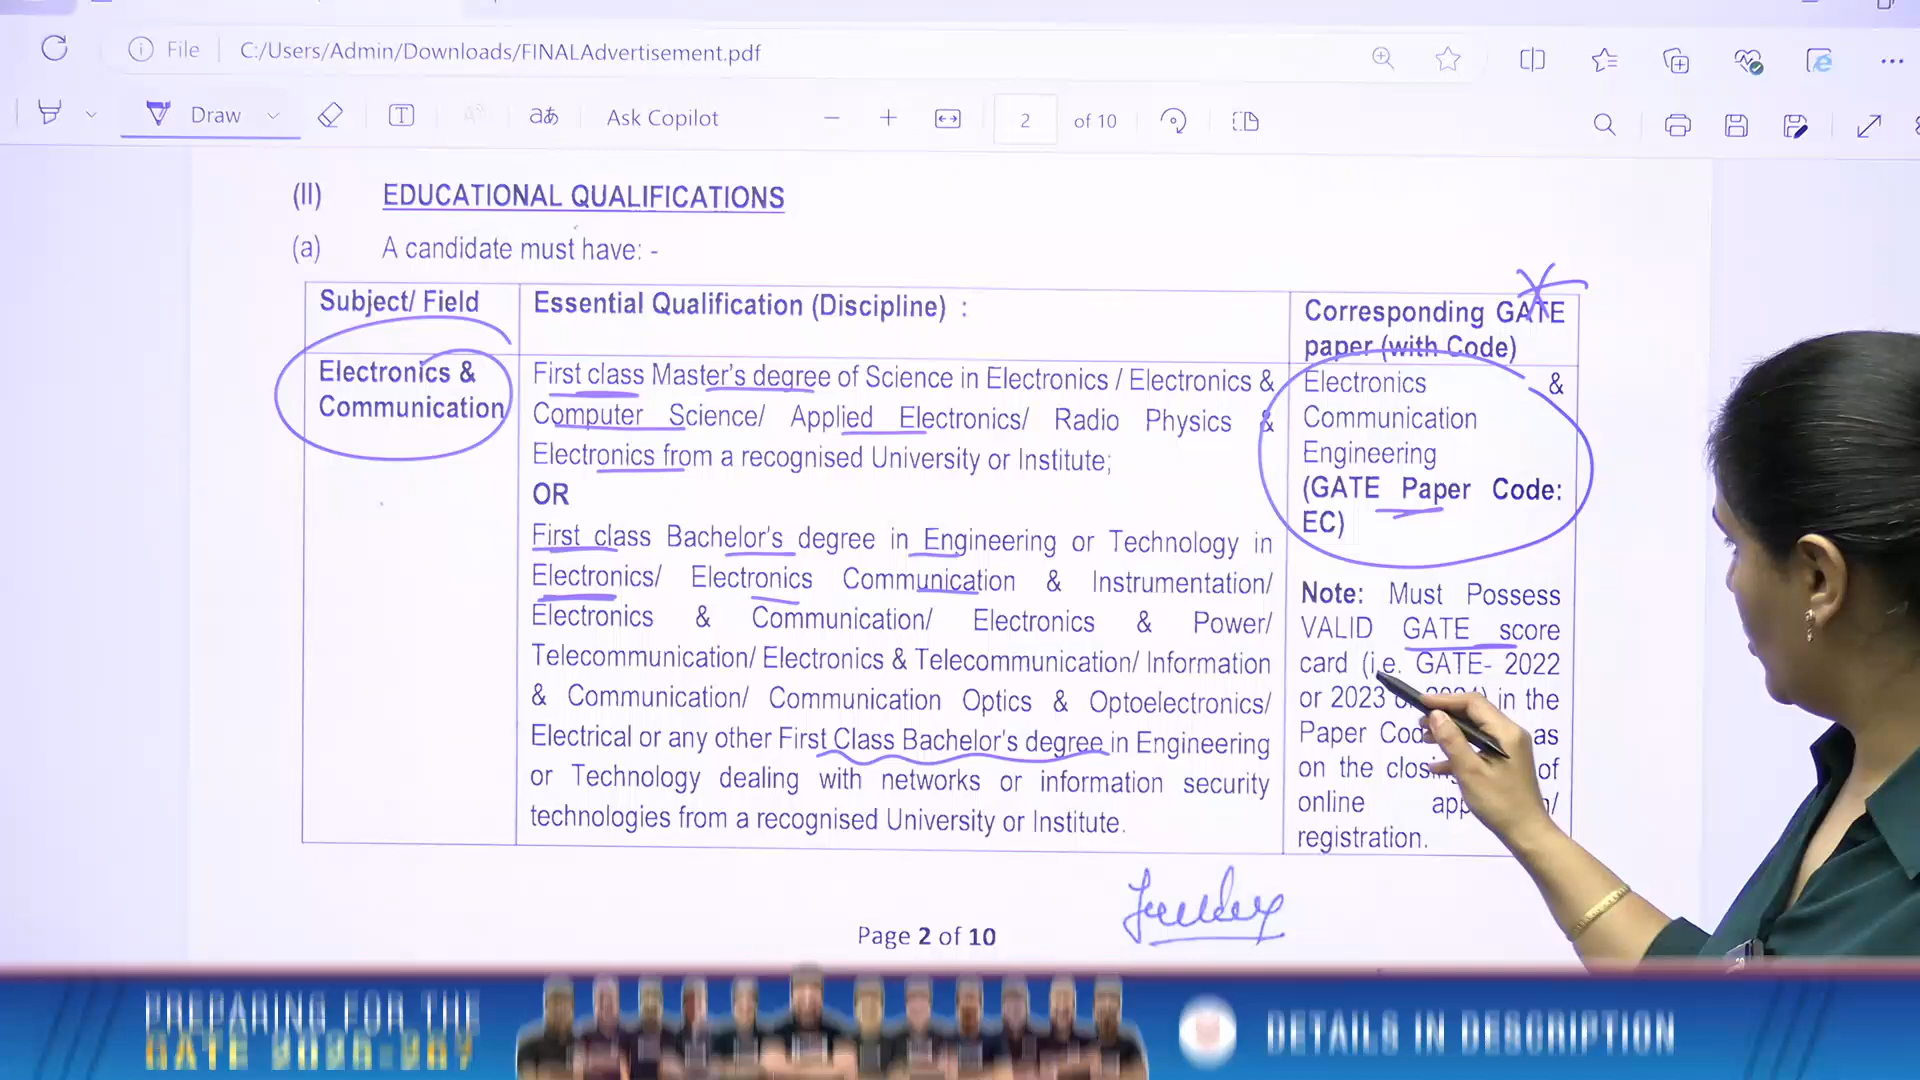 File
C:/Users/Admin/Downloads/FINALAdvertisement.pdf
Draw
T
aあ
Ask Copilot
2
of 10
(II) EDUCATIONAL QUALIFICATIONS
(a) A candidate must have: -
Subject/ Field
Essential Qualification (Discipline) :
Corresponding GATE
paper (with Code)
Electronics &
Communication
First class Master's degree of Science in Electronics / Electronics &
Computer Science/ Applied Electronics/ Radio Physics &
Electronics from a recognised University or Institute;
OR
First class Bachelor's degree in Engineering or Technology in
Electronics/ Electronics Communication & Instrumentation/
Electronics & Communication/ Electronics & Power/
Telecommunication/ Electronics & Telecommunication/ Information
& Communication/ Communication Optics & Optoelectronics/
Electrical or any other First Class Bachelor's degree in Engineering
or Technology dealing with networks or information security
technologies from a recognised University or Institute.
Electronics &
Communication
Engineering
(GATE Paper Code:
EC)
Note: Must Possess
VALID GATE score
card (i.e. GATE- 2022
or 2023 in the
Paper as
on the of
online
registration.
Page 2 of 10
PREPARING FOR THE
GATE
DETAILS IN DESCRIPTION